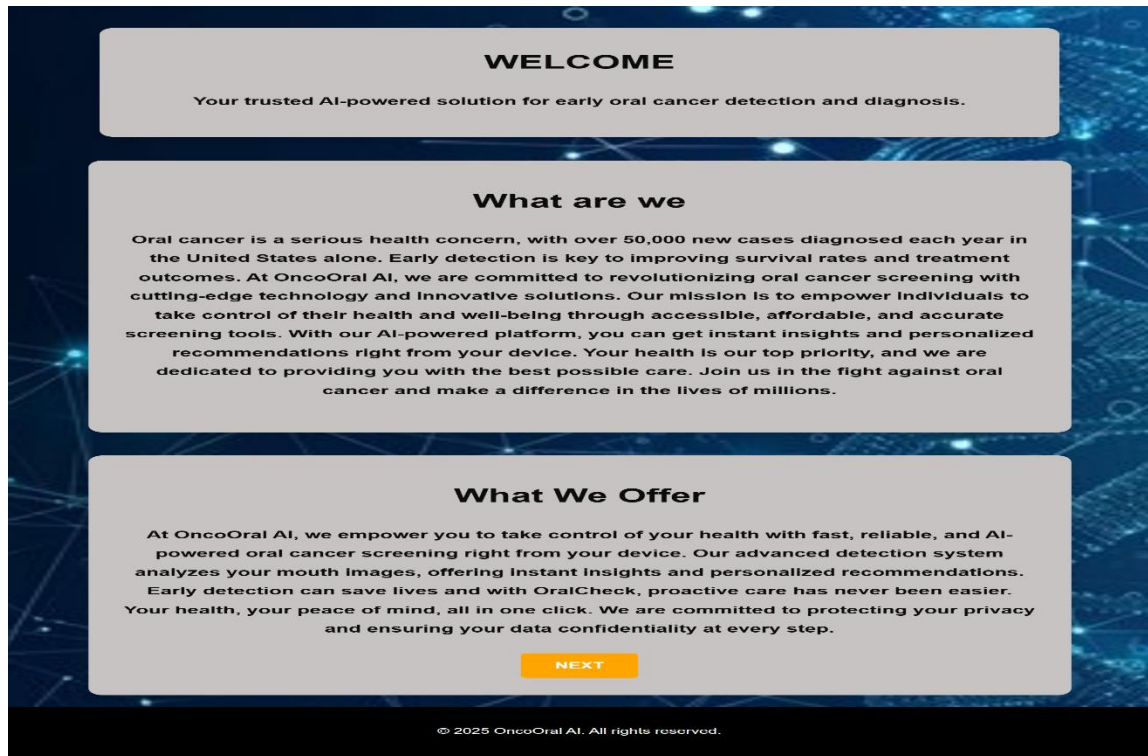 WELCOME
Your trusted AI-powered solution for early oral cancer detection and diagnosis.
What are we
Oral cancer is a serious health concern, with over 50,000 new cases diagnosed each year in
the United States alone. Early detection is key to improving survival rates and treatment
outcomes. At OncoOral AI, we are committed to revolutionizing oral cancer screening with
cutting-edge technology and innovative solutions. Our mission is to empower individuals to
take control of their health and well-being through accessible, affordable, and accurate
screening tools. With our AI-powered platform, you can get instant insights and personalized
recommendations right from your device. Your health is our top priority, and we are
dedicated to providing you with the best possible care. Join us in the fight against oral
cancer and make a difference in the lives of millions.
What We Offer
At OncoOral AI, we empower you to take control of your health with fast, reliable, and AI-
powered oral cancer screening right from your device. Our advanced detection system
analyzes your mouth images, offering instant insights and personalized recommendations.
Early detection can save lives and with OralCheck, proactive care has never been easier.
Your health, your peace of mind, all in one click. We are committed to protecting your privacy
and ensuring your data confidentiality at every step.
NEXT
© 2025 OncoOral AI. All rights reserved.